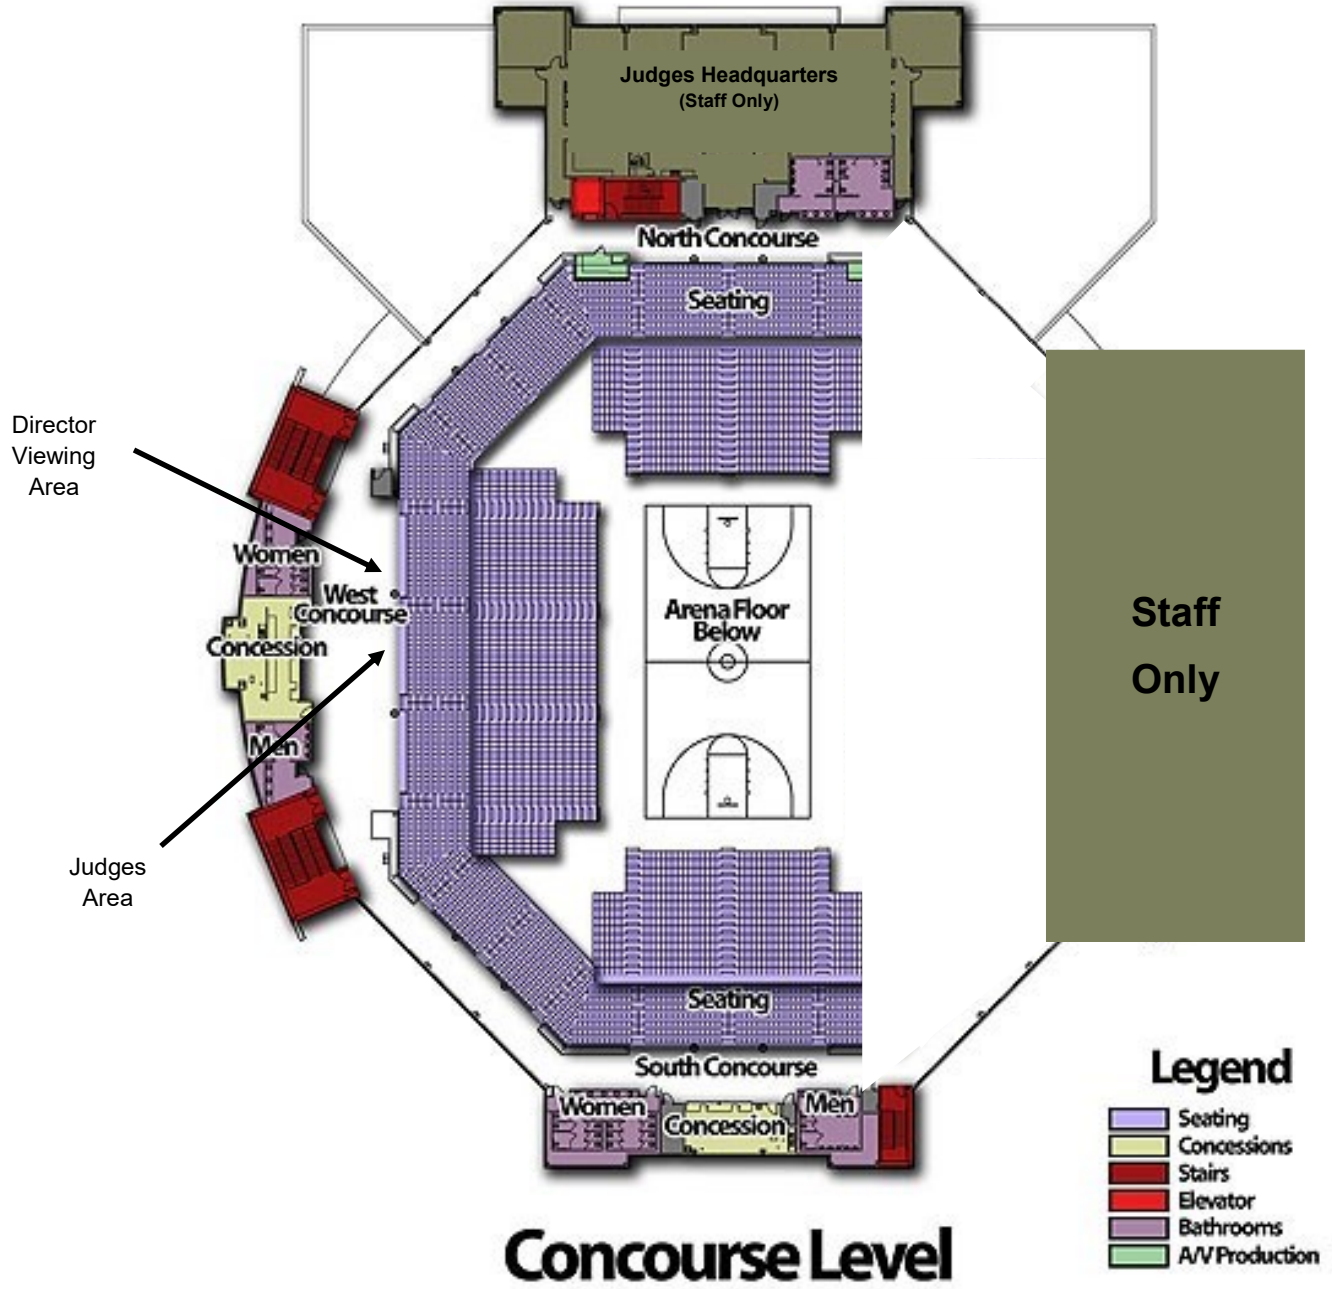 Judges Headquarters
(Staff Only)
North Concourse
Seating
Director
Viewing
Area
Women
West
Concourse
Concession
Men
Arena Floor
Below
Staff
Only
Judges
Area
Seating
South Concourse
Women
Concession
Men
Legend
Seating
Concessions
Stairs
Elevator
Bathrooms
A/V Production
Concourse Level